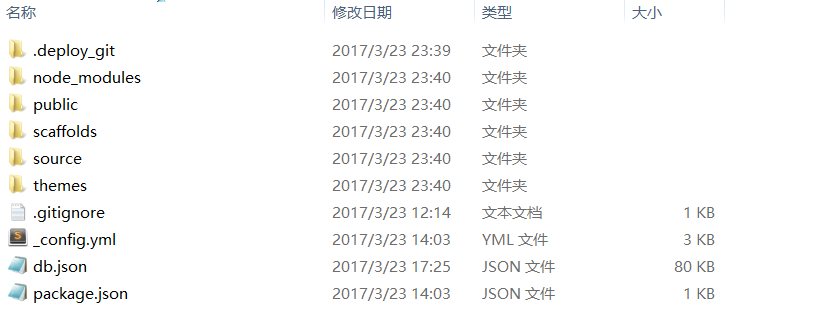 名称 修改日期 类型 大小
.deploy_git 2017/3/23 23:39 文件夹
node_modules 2017/3/23 23:40 文件夹
public 2017/3/23 23:40 文件夹
scaffolds 2017/3/23 23:40 文件夹
source 2017/3/23 23:40 文件夹
themes 2017/3/23 23:40 文件夹
.gitignore 2017/3/23 12:14 文本文档 1 KB
_config.yml 2017/3/23 14:03 YML 文件 3 KB
db.json 2017/3/23 17:25 JSON 文件 80 KB
package.json 2017/3/23 14:03 JSON 文件 1 KB